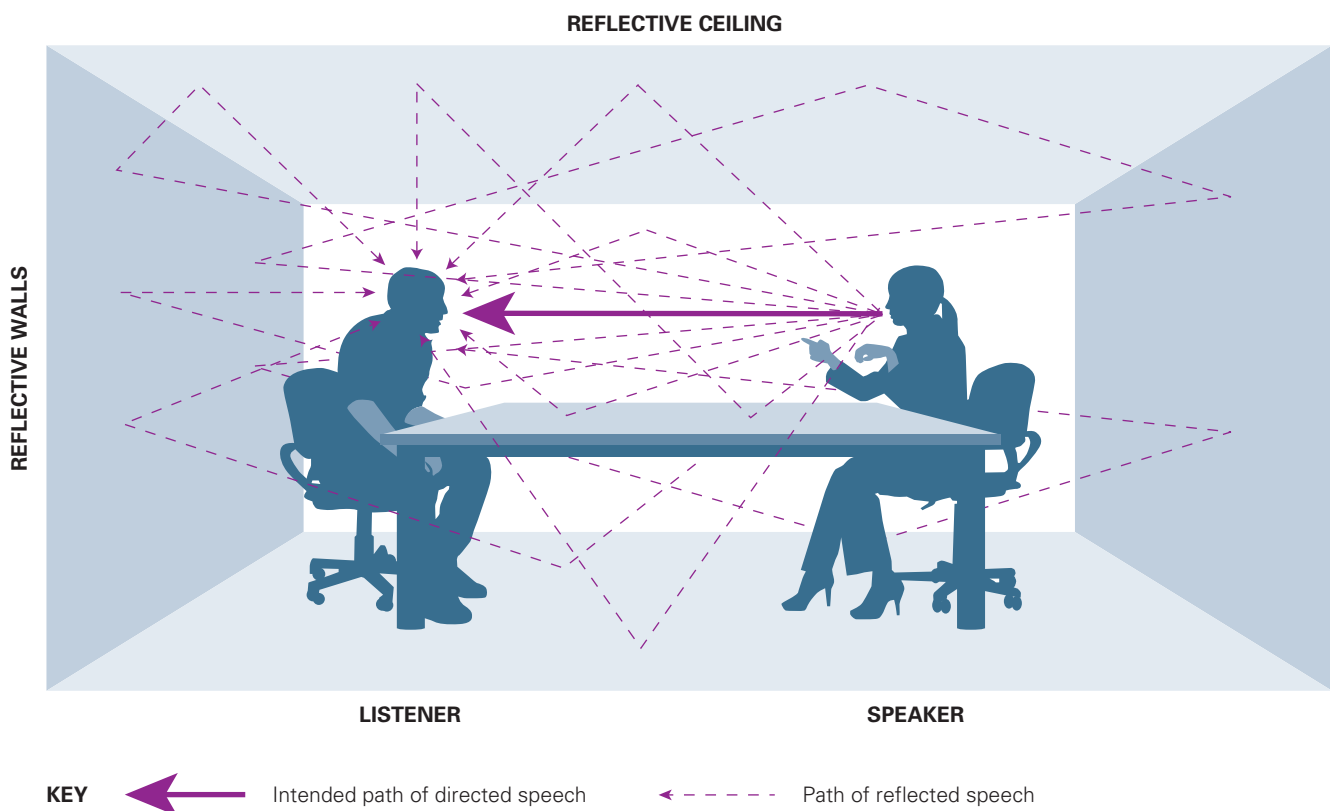 REFLECTIVE CEILING
REFLECTIVE WALLS
LISTENER
SPEAKER
KEY
Intended path of directed speech
Path of reflected speech